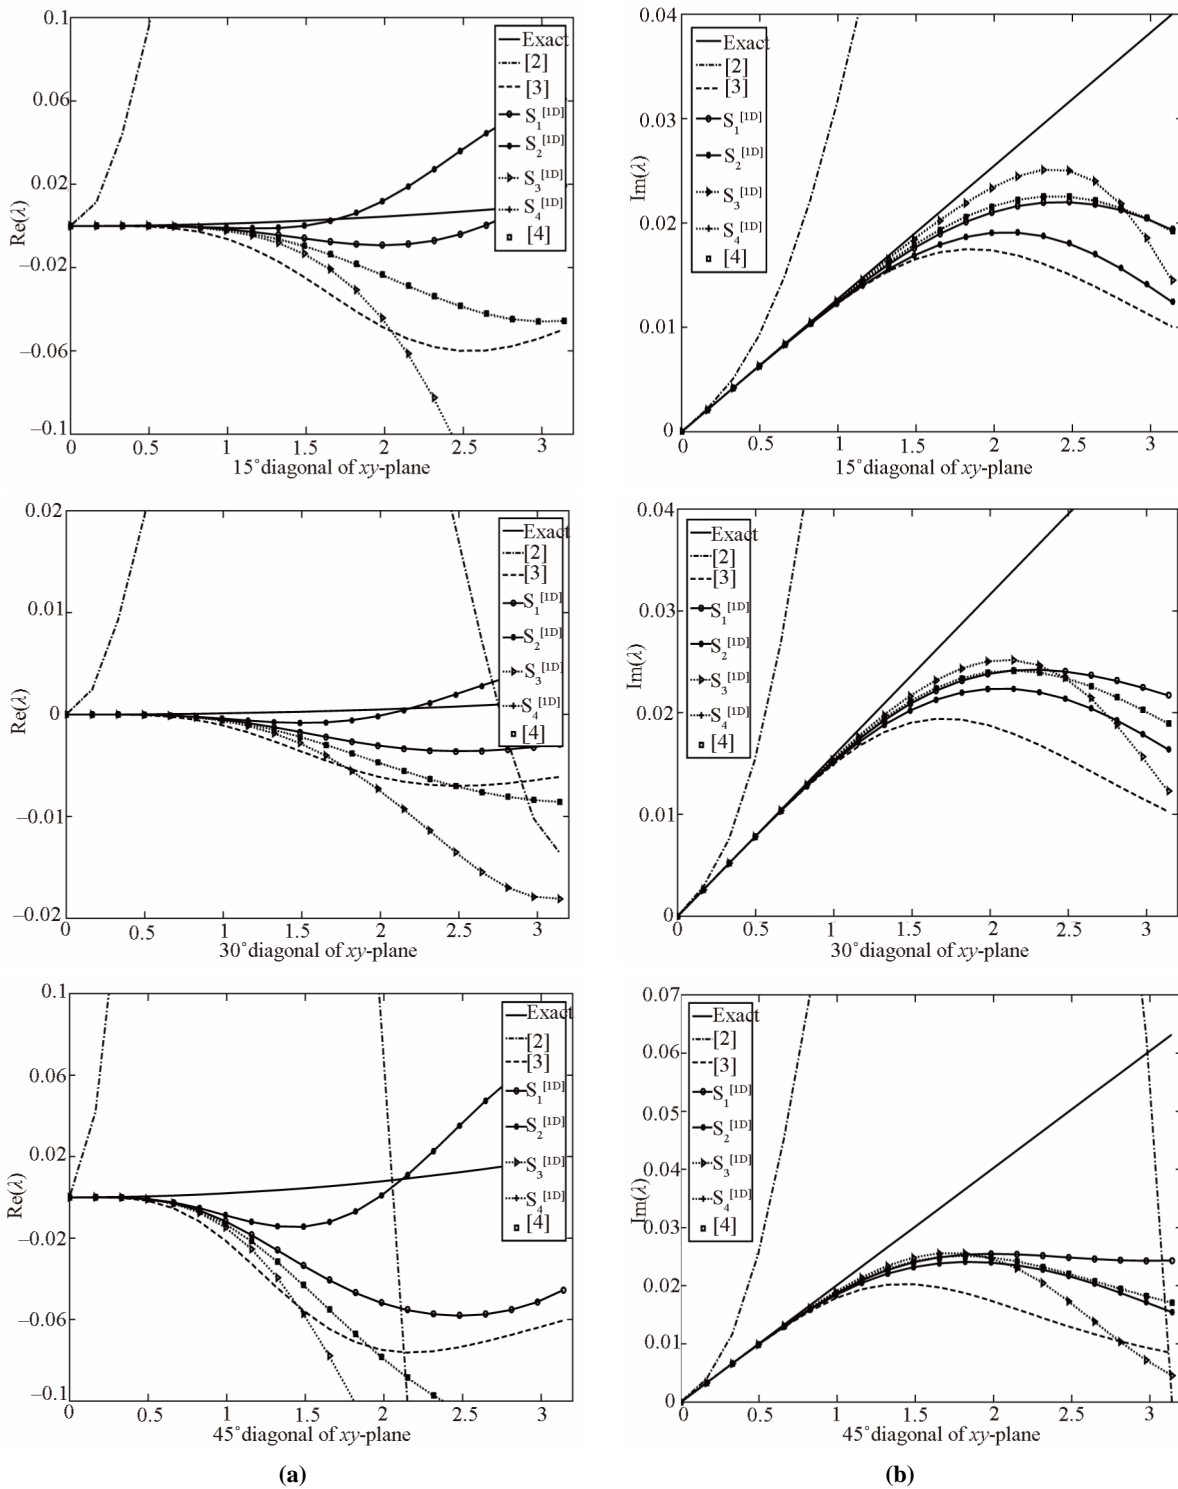 0.1
0.06
0.02
−0.02
−0.06
−0.1
Re(λ)
0 0.5 1 1.5 2 2.5 3
15°diagonal of xy-plane
Exact
[2]
[3]
S₁[1D]
S₂[1D]
S₃[1D]
S₄[1D]
[4]
0.04
0.03
0.02
0.01
0
Im(λ)
0 0.5 1 1.5 2 2.5 3
15°diagonal of xy-plane
Exact
[2]
[3]
S₁[1D]
S₂[1D]
S₃[1D]
S₄[1D]
[4]
0.02
0.01
0
−0.01
−0.02
Re(λ)
0 0.5 1 1.5 2 2.5 3
30°diagonal of xy-plane
Exact
[2]
[3]
S₁[1D]
S₂[1D]
S₃[1D]
S₄[1D]
[4]
0.04
0.03
0.02
0.01
0
Im(λ)
0 0.5 1 1.5 2 2.5 3
30°diagonal of xy-plane
Exact
[2]
[3]
S₁[1D]
S₂[1D]
S₃[1D]
S₄[1D]
[4]
0.1
0.06
0.02
−0.02
−0.06
−0.1
Re(λ)
0 0.5 1 1.5 2 2.5 3
45°diagonal of xy-plane
Exact
[2]
[3]
S₁[1D]
S₂[1D]
S₃[1D]
S₄[1D]
[4]
0.07
0.06
0.05
0.04
0.03
0.02
0.01
0
Im(λ)
0 0.5 1 1.5 2 2.5 3
45°diagonal of xy-plane
Exact
[2]
[3]
S₁[1D]
S₂[1D]
S₃[1D]
S₄[1D]
[4]
(a)
(b)